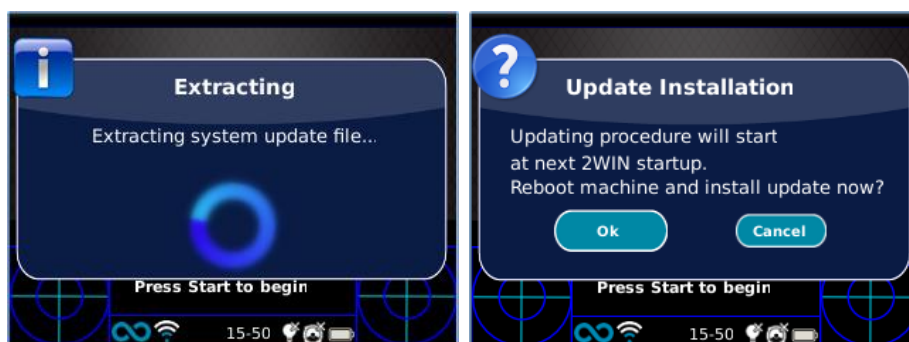 Extracting
Extracting system update file...
Press Start to begin
15-50
Update Installation
Updating procedure will start
at next 2WIN startup.
Reboot machine and install update now?
Ok
Cancel
Press Start to begin
15-50